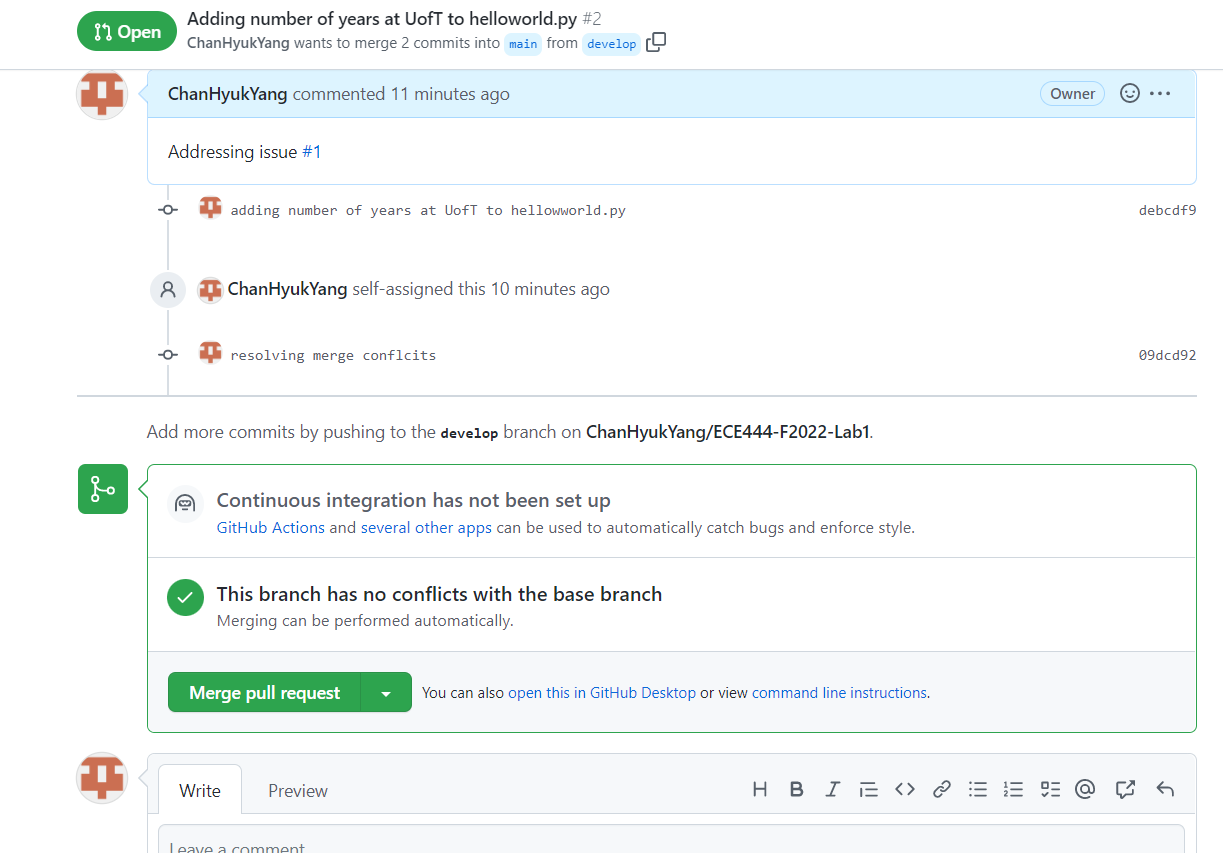 Open
Adding number of years at UofT to helloworld.py #2
ChanHyukYang wants to merge 2 commits into main from develop
ChanHyukYang commented 11 minutes ago
Owner
Addressing issue #1
adding number of years at UofT to hellowworld.py
debcdf9
ChanHyukYang self-assigned this 10 minutes ago
resolving merge conflcits
09dcd92
Add more commits by pushing to the develop branch on ChanHyukYang/ECE444-F2022-Lab1.
Continuous integration has not been set up
GitHub Actions and several other apps can be used to automatically catch bugs and enforce style.
This branch has no conflicts with the base branch
Merging can be performed automatically.
Merge pull request
You can also open this in GitHub Desktop or view command line instructions.
Write
Preview
Leave a comment